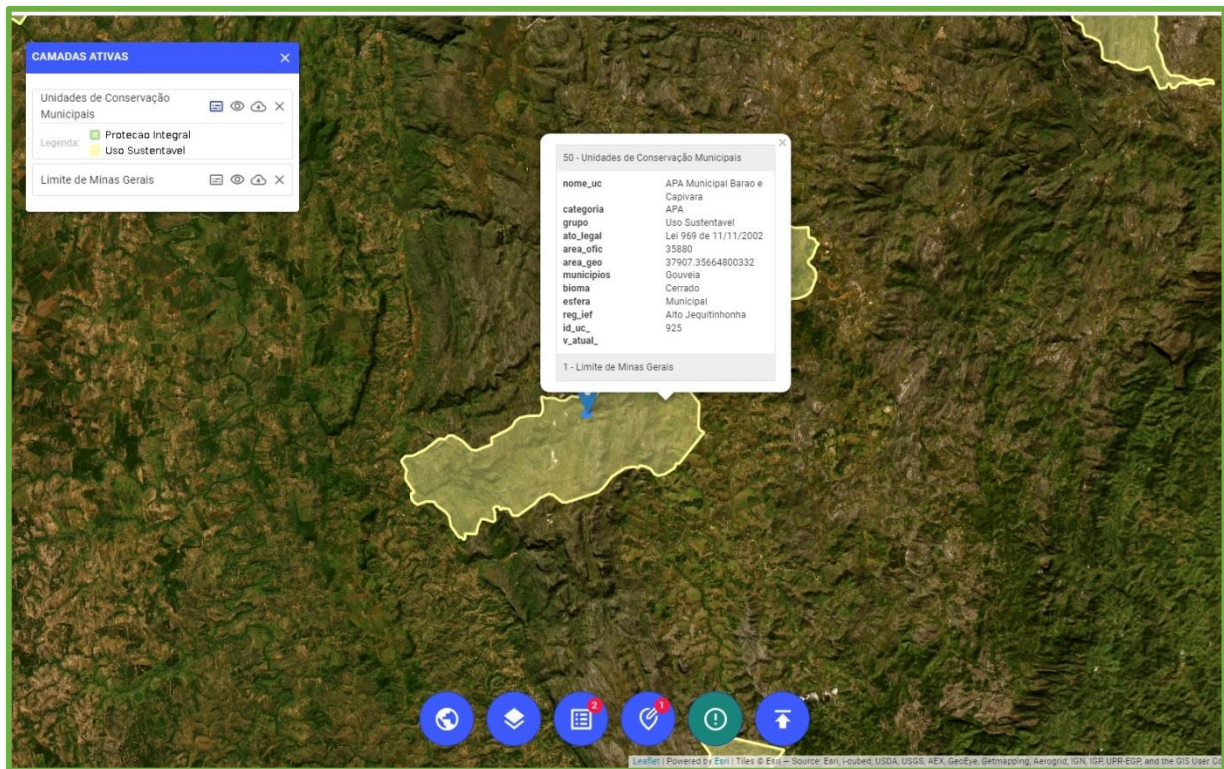 CAMADAS ATIVAS
Unidades de Conservação
Municipais
Legenda:
Protecao Integral
Uso Sustentavel
Limite de Minas Gerais
50 - Unidades de Conservação Municipais
nome_uc APA Municipal Barao e
Capivara
categoria APA
grupo Uso Sustentavel
ato_legal Lei 969 de 11/11/2002
area_ofic 35880
area_geo 37907.35664800332
municipios Gouveia
bioma Cerrado
esfera Municipal
reg_ief Alto Jequitinhonha
id_uc_ 925
v_atual_
1 - Limite de Minas Gerais
2
1
Leaflet | Powered by Esri | Tiles © Esri — Source: Esri, i-cubed, USDA, USGS, AEX, GeoEye, Getmapping, Aerogrid, IGN, IGP, UPR-EGP, and the GIS User Co